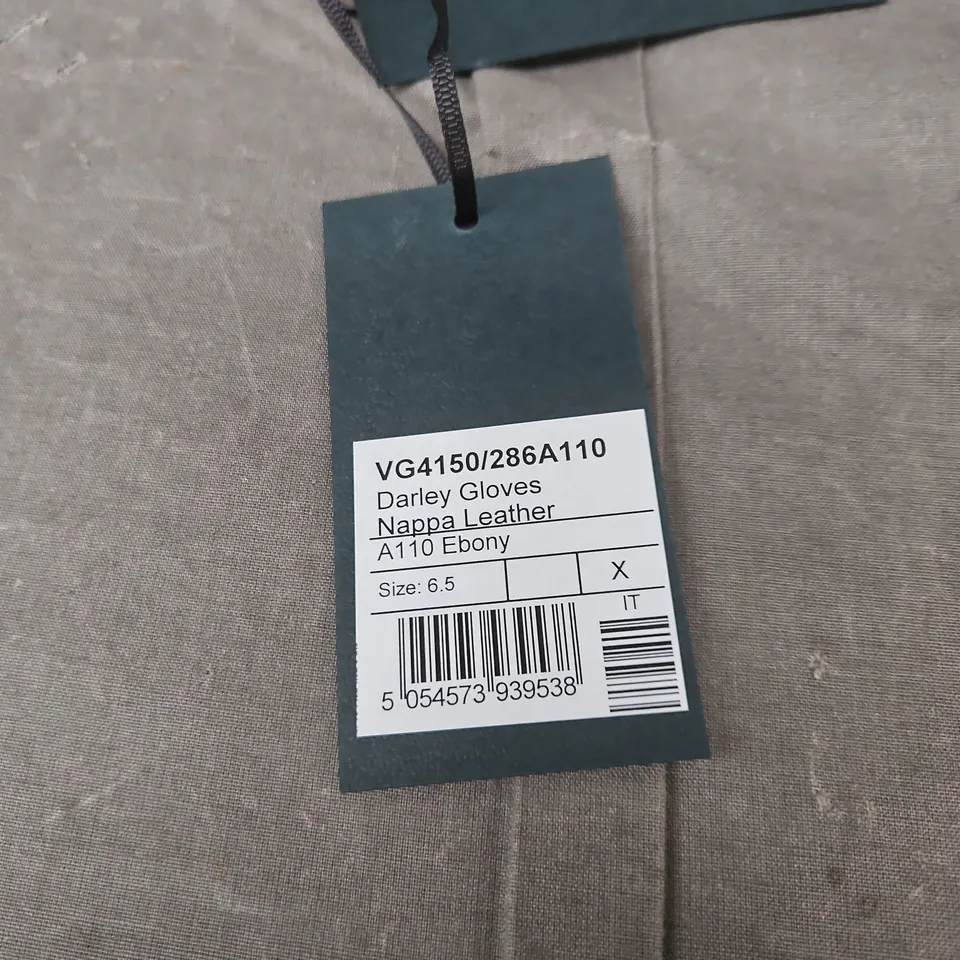 VG4150/286A110
Darley Gloves
Nappa Leather
A110 Ebony
Size: 6.5 X
IT
5 054573 939538